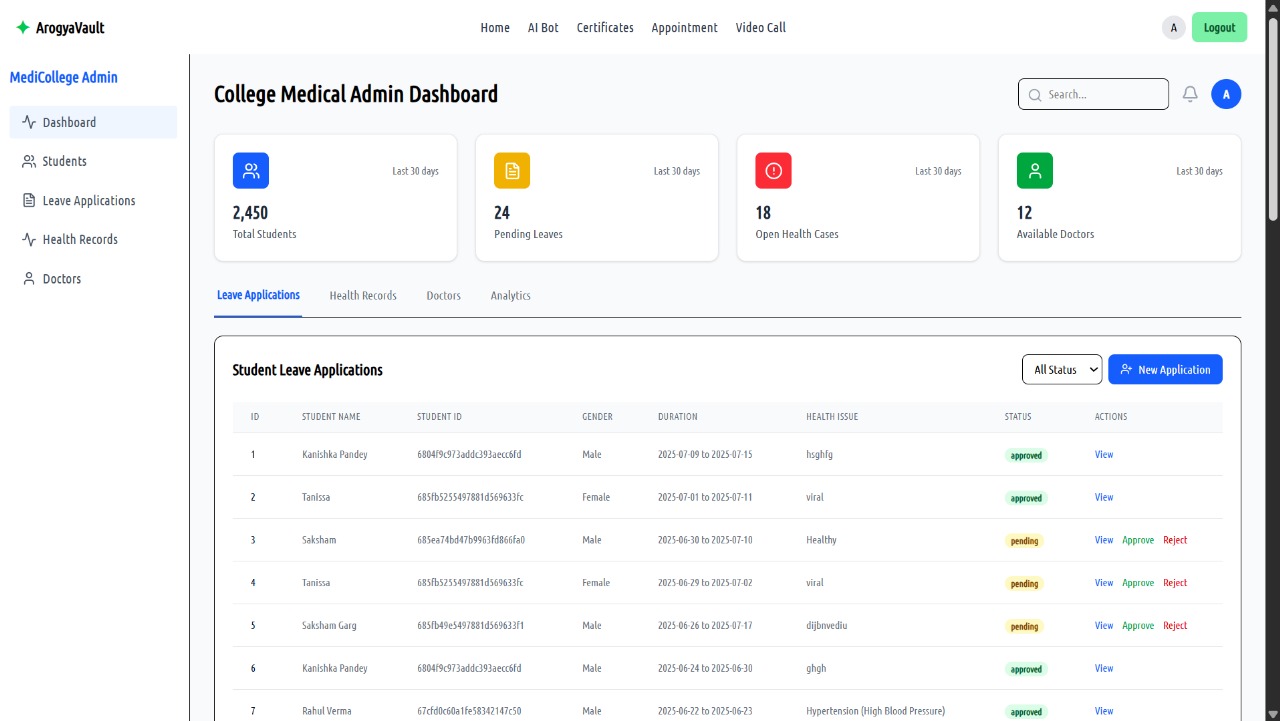 ArogyaVault
Home AI Bot Certificates Appointment Video Call
A Logout
MediCollege Admin
Dashboard
Students
Leave Applications
Health Records
Doctors
College Medical Admin Dashboard
Search...
A
Last 30 days
2,450
Total Students
Last 30 days
24
Pending Leaves
Last 30 days
18
Open Health Cases
Last 30 days
12
Available Doctors
Leave Applications Health Records Doctors Analytics
Student Leave Applications
All Status
New Application
ID STUDENT NAME STUDENT ID GENDER DURATION HEALTH ISSUE STATUS ACTIONS
1 Kanishka Pandey 6804f9c973addc393aecc6fd Male 2025-07-09 to 2025-07-15 hsghfg approved View
2 Tanissa 685fb5255497881d569633fc Female 2025-07-01 to 2025-07-11 viral approved View
3 Saksham 685ea74bd47b9963fd866fa0 Male 2025-06-30 to 2025-07-10 Healthy pending View Approve Reject
4 Tanissa 685fb5255497881d569633fc Female 2025-06-29 to 2025-07-02 viral pending View Approve Reject
5 Saksham Garg 685fb49e5497881d569633f1 Male 2025-06-26 to 2025-07-17 dijbnvediu pending View Approve Reject
6 Kanishka Pandey 6804f9c973addc393aecc6fd Male 2025-06-24 to 2025-06-30 ghgh approved View
7 Rahul Verma 67cfd0c60a1fe58342147c50 Male 2025-06-22 to 2025-06-23 Hypertension (High Blood Pressure) approved View